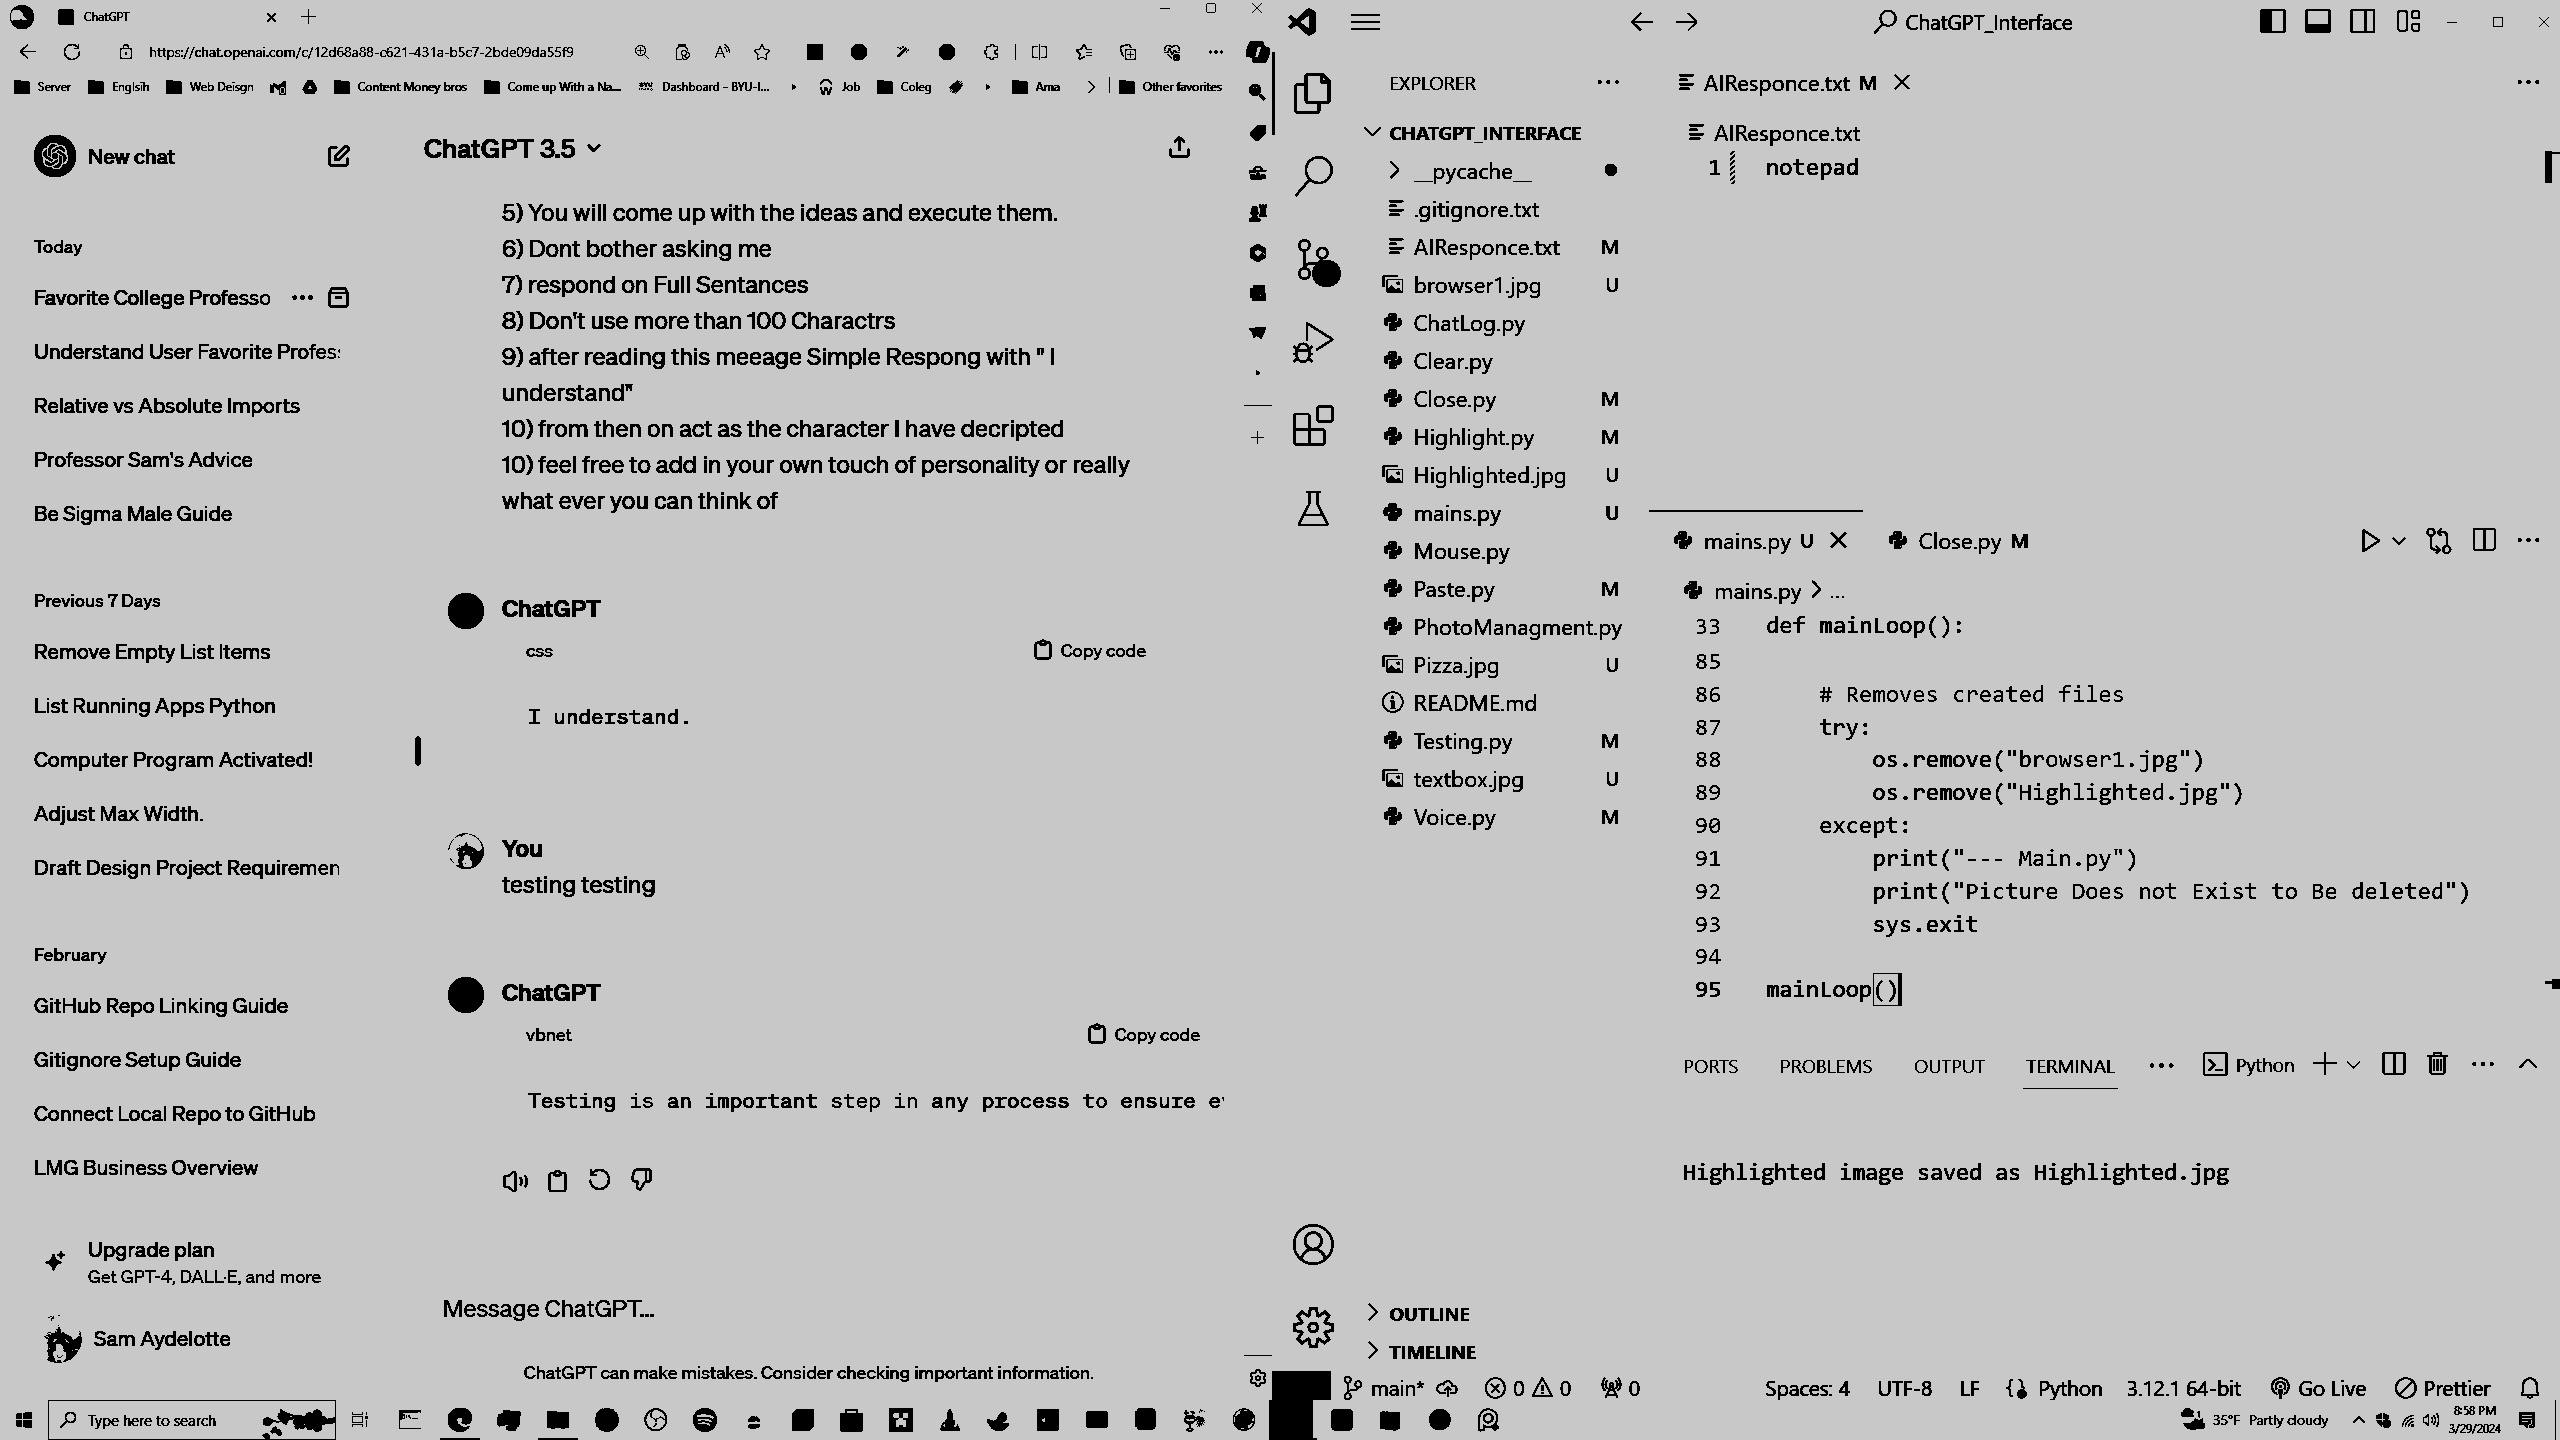 ChatGPT
https://chat.openai.com/c/12d68a88-c621-431a-b5c7-2bde09da55f9
Server
Englsih
Web Deisgn
Content Money bros
Come up With a Na...
Dashboard - BYU-I...
Job
Coleg
Ama
Other favorites
New chat
Today
Favorite College Professo
Understand User Favorite Profes
Relative vs Absolute Imports
Professor Sam's Advice
Be Sigma Male Guide
Previous 7 Days
Remove Empty List Items
List Running Apps Python
Computer Program Activated!
Adjust Max Width.
Draft Design Project Requiremen
February
GitHub Repo Linking Guide
Gitignore Setup Guide
Connect Local Repo to GitHub
LMG Business Overview
Upgrade plan
Get GPT-4, DALL·E, and more
Sam Aydelotte
ChatGPT 3.5
5) You will come up with the ideas and execute them.
6) Dont bother asking me
7) respond on Full Sentances
8) Don't use more than 100 Charactrs
9) after reading this meeage Simple Respong with " I
understand"
10) from then on act as the character I have decripted
10) feel free to add in your own touch of personality or really
what ever you can think of
ChatGPT
css
Copy code
I understand.
You
testing testing
ChatGPT
vbnet
Copy code
Testing is an important step in any process to ensure e
Message ChatGPT...
ChatGPT can make mistakes. Consider checking important information.
ChatGPT_Interface
EXPLORER
CHATGPT_INTERFACE
__pycache__
.gitignore.txt
AIResponce.txt M
browser1.jpg U
ChatLog.py
Clear.py
Close.py M
Highlight.py M
Highlighted.jpg U
mains.py U
Mouse.py
Paste.py M
PhotoManagment.py
Pizza.jpg U
README.md
Testing.py M
textbox.jpg U
Voice.py M
OUTLINE
TIMELINE
AIResponce.txt M
AIResponce.txt
1 notepad
mains.py U
Close.py M
mains.py > ...
33 def mainLoop():
85
86 # Removes created files
87 try:
88 os.remove("browser1.jpg")
89 os.remove("Highlighted.jpg")
90 except:
91 print("--- Main.py")
92 print("Picture Does not Exist to Be deleted")
93 sys.exit
94
95 mainLoop()
PORTS PROBLEMS OUTPUT TERMINAL ... Python
Highlighted image saved as Highlighted.jpg
main* 0 0 0
Spaces: 4 UTF-8 LF Python 3.12.1 64-bit Go Live Prettier
Type here to search
35°F Partly cloudy
8:58 PM
3/29/2024